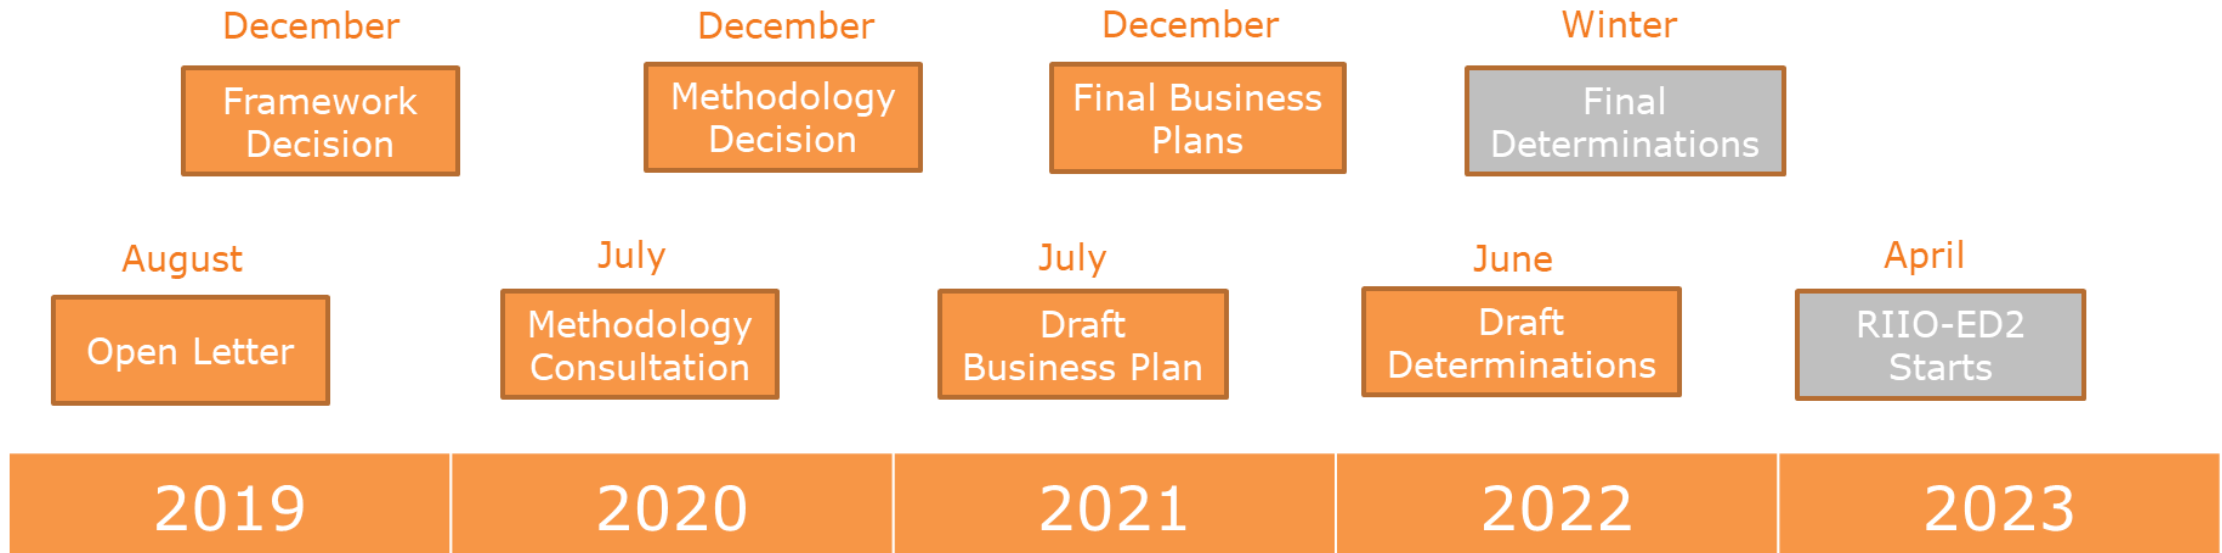 December
Framework
Decision
December
Methodology
Decision
December
Final Business
Plans
Winter
Final
Determinations
August
Open Letter
July
Methodology
Consultation
July
Draft
Business Plan
June
Draft
Determinations
April
RIIO-ED2
Starts
2019
2020
2021
2022
2023